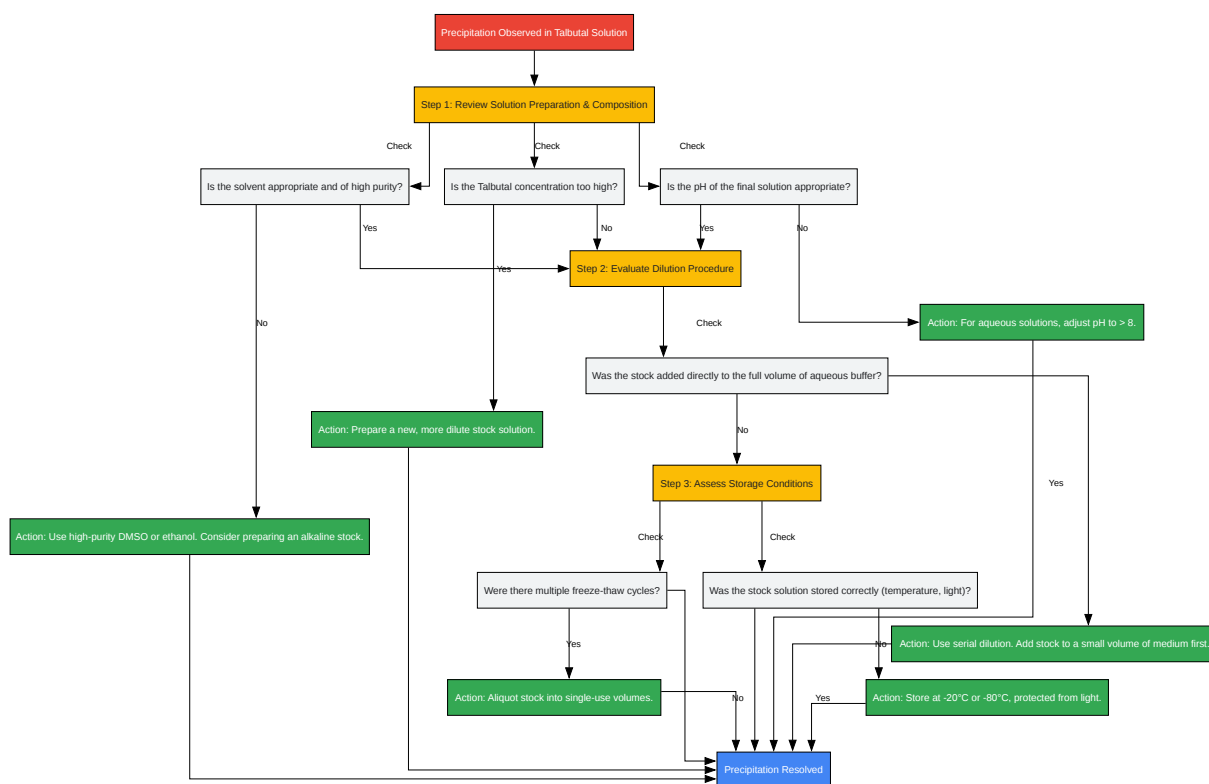 Precipitation Observed in Talbutal Solution
Step 1: Review Solution Preparation & Composition
Check
Check
Check
Is the solvent appropriate and of high purity?
Is the Talbutal concentration too high?
Is the pH of the final solution appropriate?
Yes
No
Yes
No
Step 2: Evaluate Dilution Procedure
Yes
No
Check
Action: For aqueous solutions, adjust pH to > 8.
Was the stock added directly to the full volume of aqueous buffer?
Action: Prepare a new, more dilute stock solution.
No
Step 3: Assess Storage Conditions
Yes
Action: Use high-purity DMSO or ethanol. Consider preparing an alkaline stock.
Check
Check
Were there multiple freeze-thaw cycles?
Was the stock solution stored correctly (temperature, light)?
Yes
No
Action: Use serial dilution. Add stock to a small volume of medium first.
Action: Aliquot stock into single-use volumes.
No
Yes
Action: Store at -20°C or -80°C, protected from light.
Precipitation Resolved